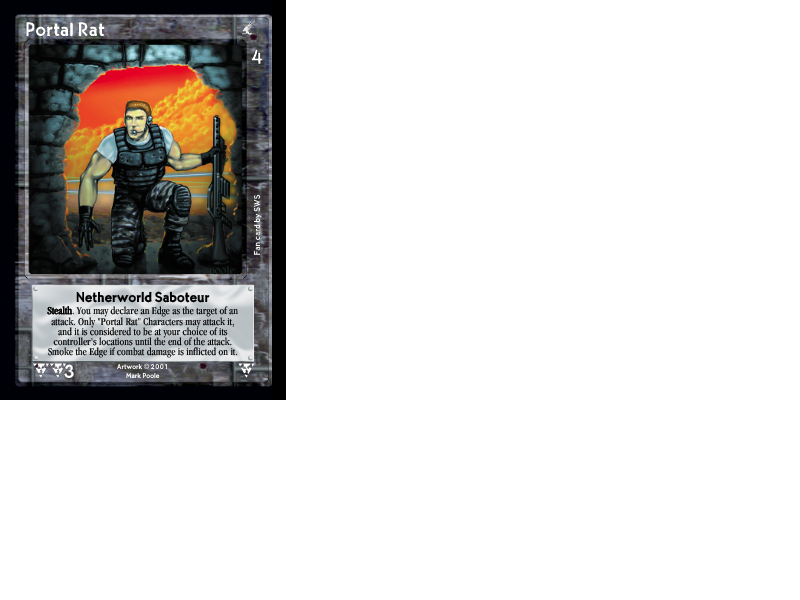 Portal Rat
4
Fan card by SWS
Netherworld Saboteur
Stealth. You may declare an Edge as the target of an
attack. Only "Portal Rat" Characters may attack it,
and it is considered to be at your choice of its
controller's locations until the end of the attack.
Smoke the Edge if combat damage is inflicted on it.
3
Artwork © 2001
Mark Poole